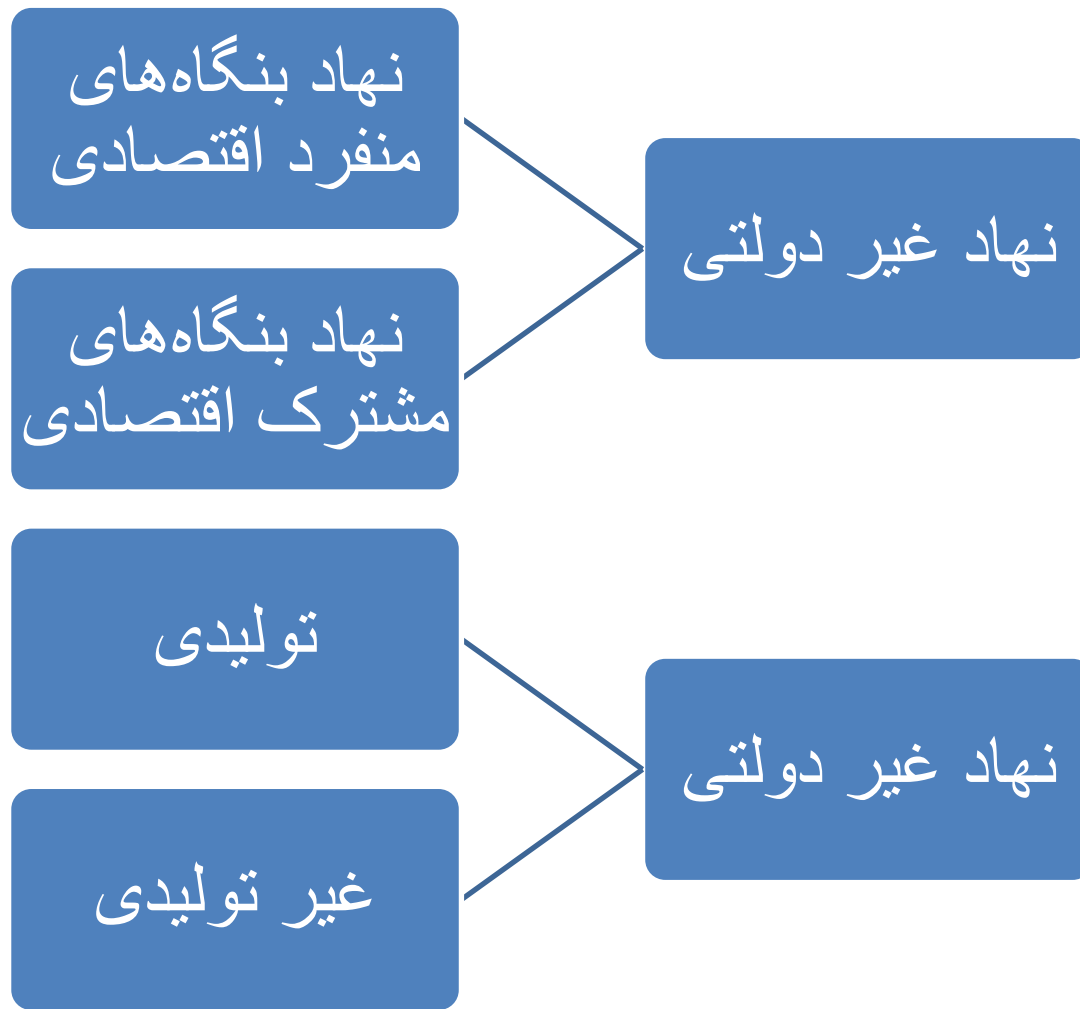 نهاد غیر دولتی
نهاد بنگاه‌های
منفرد اقتصادی
نهاد بنگاه‌های
مشترک اقتصادی
نهاد غیر دولتی
تولیدی
غیر تولیدی